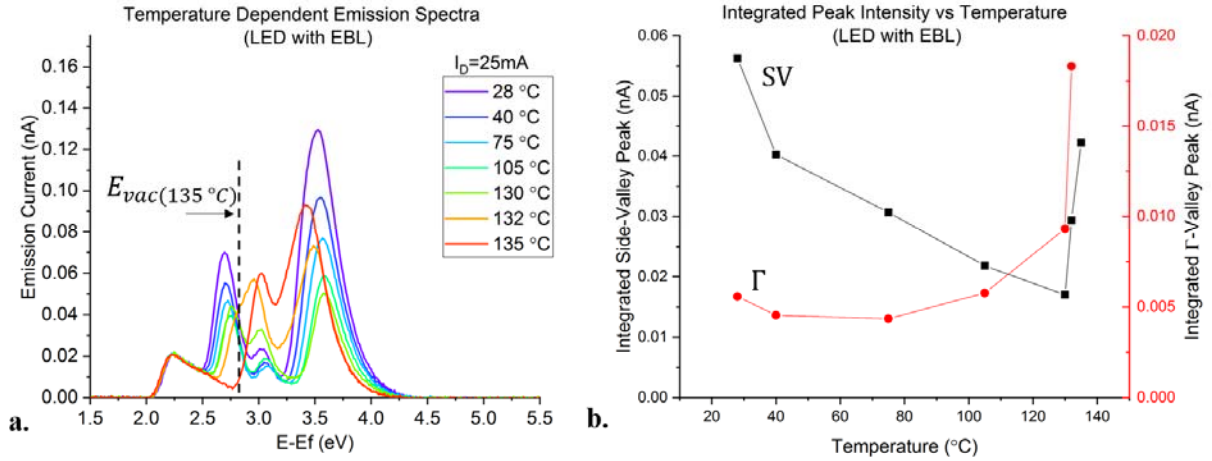 Temperature Dependent Emission Spectra
(LED with EBL)
I_D=25mA
28 °C
40 °C
75 °C
105 °C
130 °C
132 °C
135 °C
E_vac(135 °C)
Emission Current (nA)
0.16
0.14
0.12
0.10
0.08
0.06
0.04
0.02
0.00
1.5 2.0 2.5 3.0 3.5 4.0 4.5 5.0 5.5
E-Ef (eV)
a.
Integrated Peak Intensity vs Temperature
(LED with EBL)
SV
Γ
Integrated Side-Valley Peak (nA)
0.06
0.05
0.04
0.03
0.02
0.01
0.00
20 40 60 80 100 120 140
Temperature (°C)
0.020
0.015
0.010
0.005
0.000
Integrated Γ-Valley Peak (nA)
b.